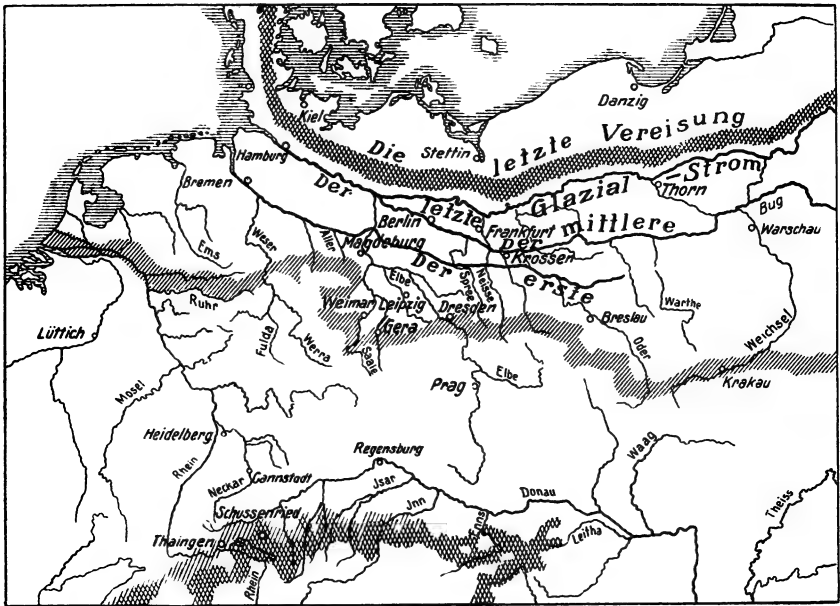 Danzig
Kiel
Die letzte Vereisung
Stettin
Hamburg
Der letzte Glazial-Strom
Bremen
Thorn
Berlin
Frankfurt
Der mittlere
Bug
Warschau
Ems
Weser
Aller
Magdeburg
Krossen
Der erste
Elbe
Spree
Neisse
Ruhr
Weimar
Leipzig
Dresden
Warthe
Breslau
Lüttich
Gera
Fulda
Werra
Saale
Oder
Weichsel
Mosel
Prag
Elbe
Krakau
Heidelberg
Regensburg
Waag
Rhein
Neckar
Cannstadt
Jsar
Jnn
Donau
Theiss
Schussenried
Enns
Leitha
Thaingen
Rhein